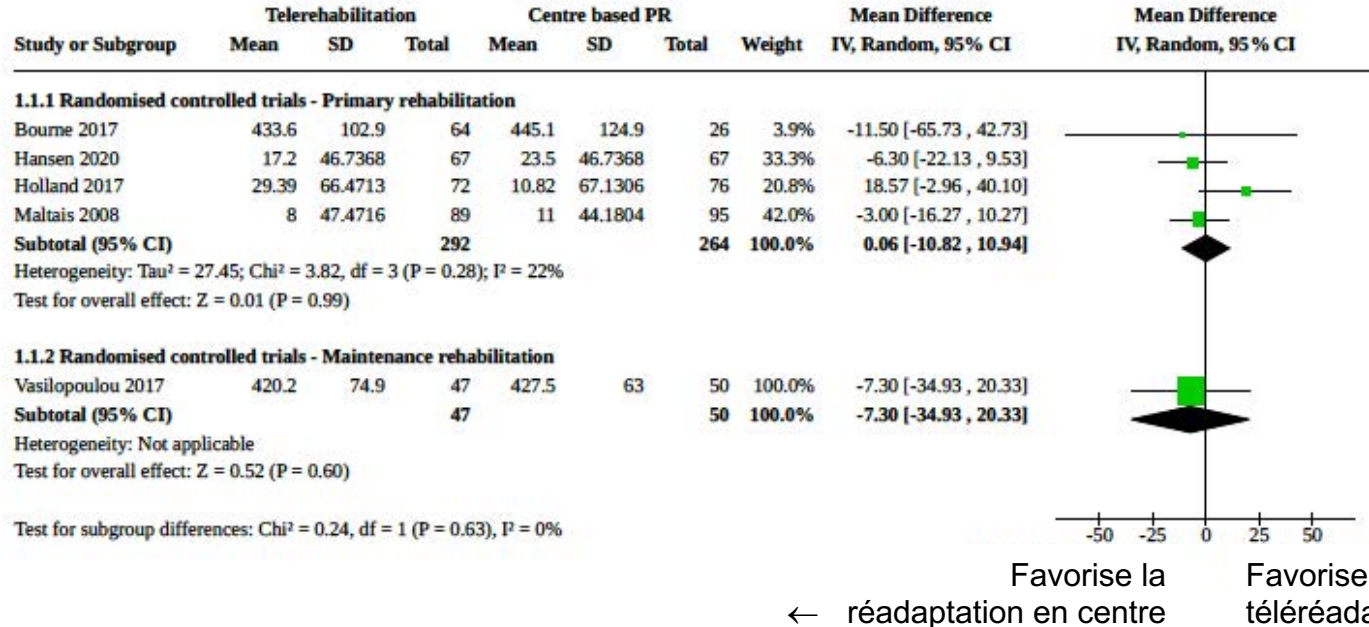 Telerehabilitation Centre based PR Mean Difference Mean Difference
Study or Subgroup Mean SD Total Mean SD Total Weight IV, Random, 95% CI IV, Random, 95% CI
1.1.1 Randomised controlled trials - Primary rehabilitation
Bourne 2017 433.6 102.9 64 445.1 124.9 26 3.9% -11.50 [-65.73 , 42.73]
Hansen 2020 17.2 46.7368 67 23.5 46.7368 67 33.3% -6.30 [-22.13 , 9.53]
Holland 2017 29.39 66.4713 72 10.82 67.1306 76 20.8% 18.57 [-2.96 , 40.10]
Maltais 2008 8 47.4716 89 11 44.1804 95 42.0% -3.00 [-16.27 , 10.27]
Subtotal (95% CI) 292 264 100.0% 0.06 [-10.82 , 10.94]
Heterogeneity: Tau² = 27.45; Chi² = 3.82, df = 3 (P = 0.28); I² = 22%
Test for overall effect: Z = 0.01 (P = 0.99)
1.1.2 Randomised controlled trials - Maintenance rehabilitation
Vasilopoulou 2017 420.2 74.9 47 427.5 63 50 100.0% -7.30 [-34.93 , 20.33]
Subtotal (95% CI) 47 50 100.0% -7.30 [-34.93 , 20.33]
Heterogeneity: Not applicable
Test for overall effect: Z = 0.52 (P = 0.60)
Test for subgroup differences: Chi² = 0.24, df = 1 (P = 0.63), I² = 0%
-50 -25 0 25 50
Favorise la Favorise
← réadaptation en centre téléréada